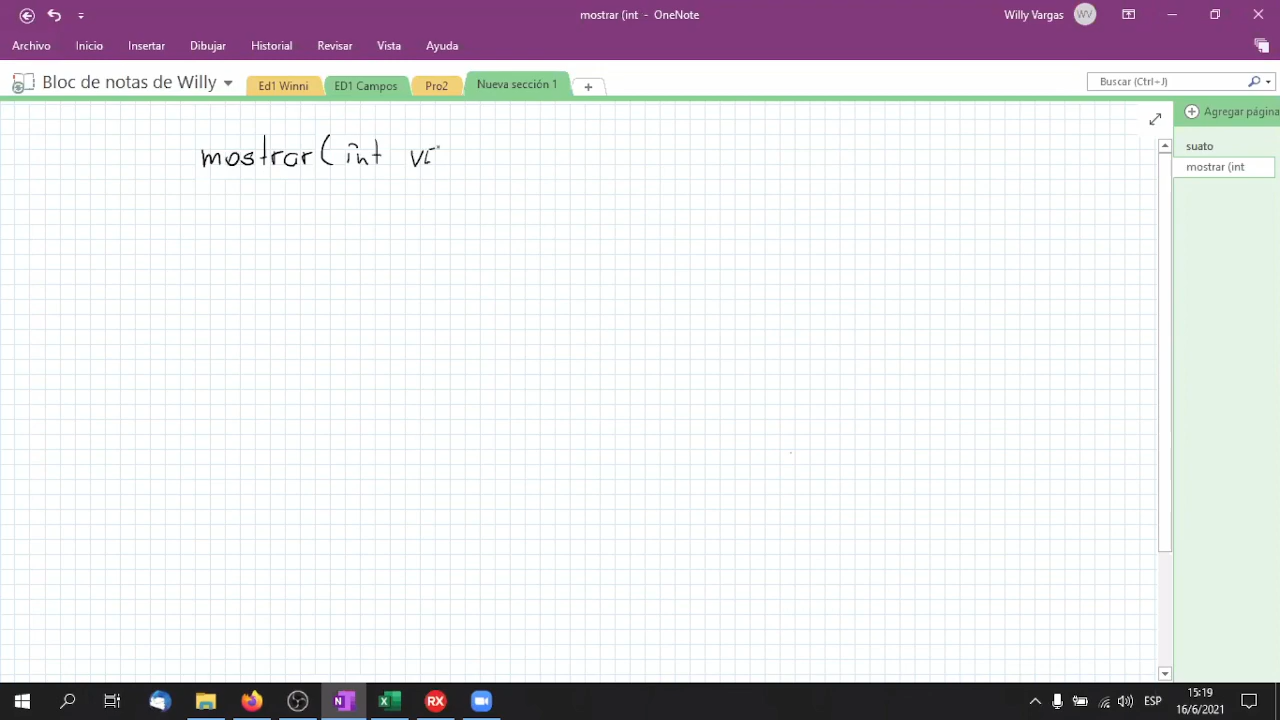 mostrar (int - OneNote
Willy Vargas
WV
Archivo Inicio Insertar Dibujar Historial Revisar Vista Ayuda
Bloc de notas de Willy
Ed1 Winni
ED1 Campos
Pro2
Nueva sección 1
+
Buscar (Ctrl+J)
Agregar página
mostrar( int v[
suato
mostrar (int
N
X
RX
ESP
15:19
16/6/2021